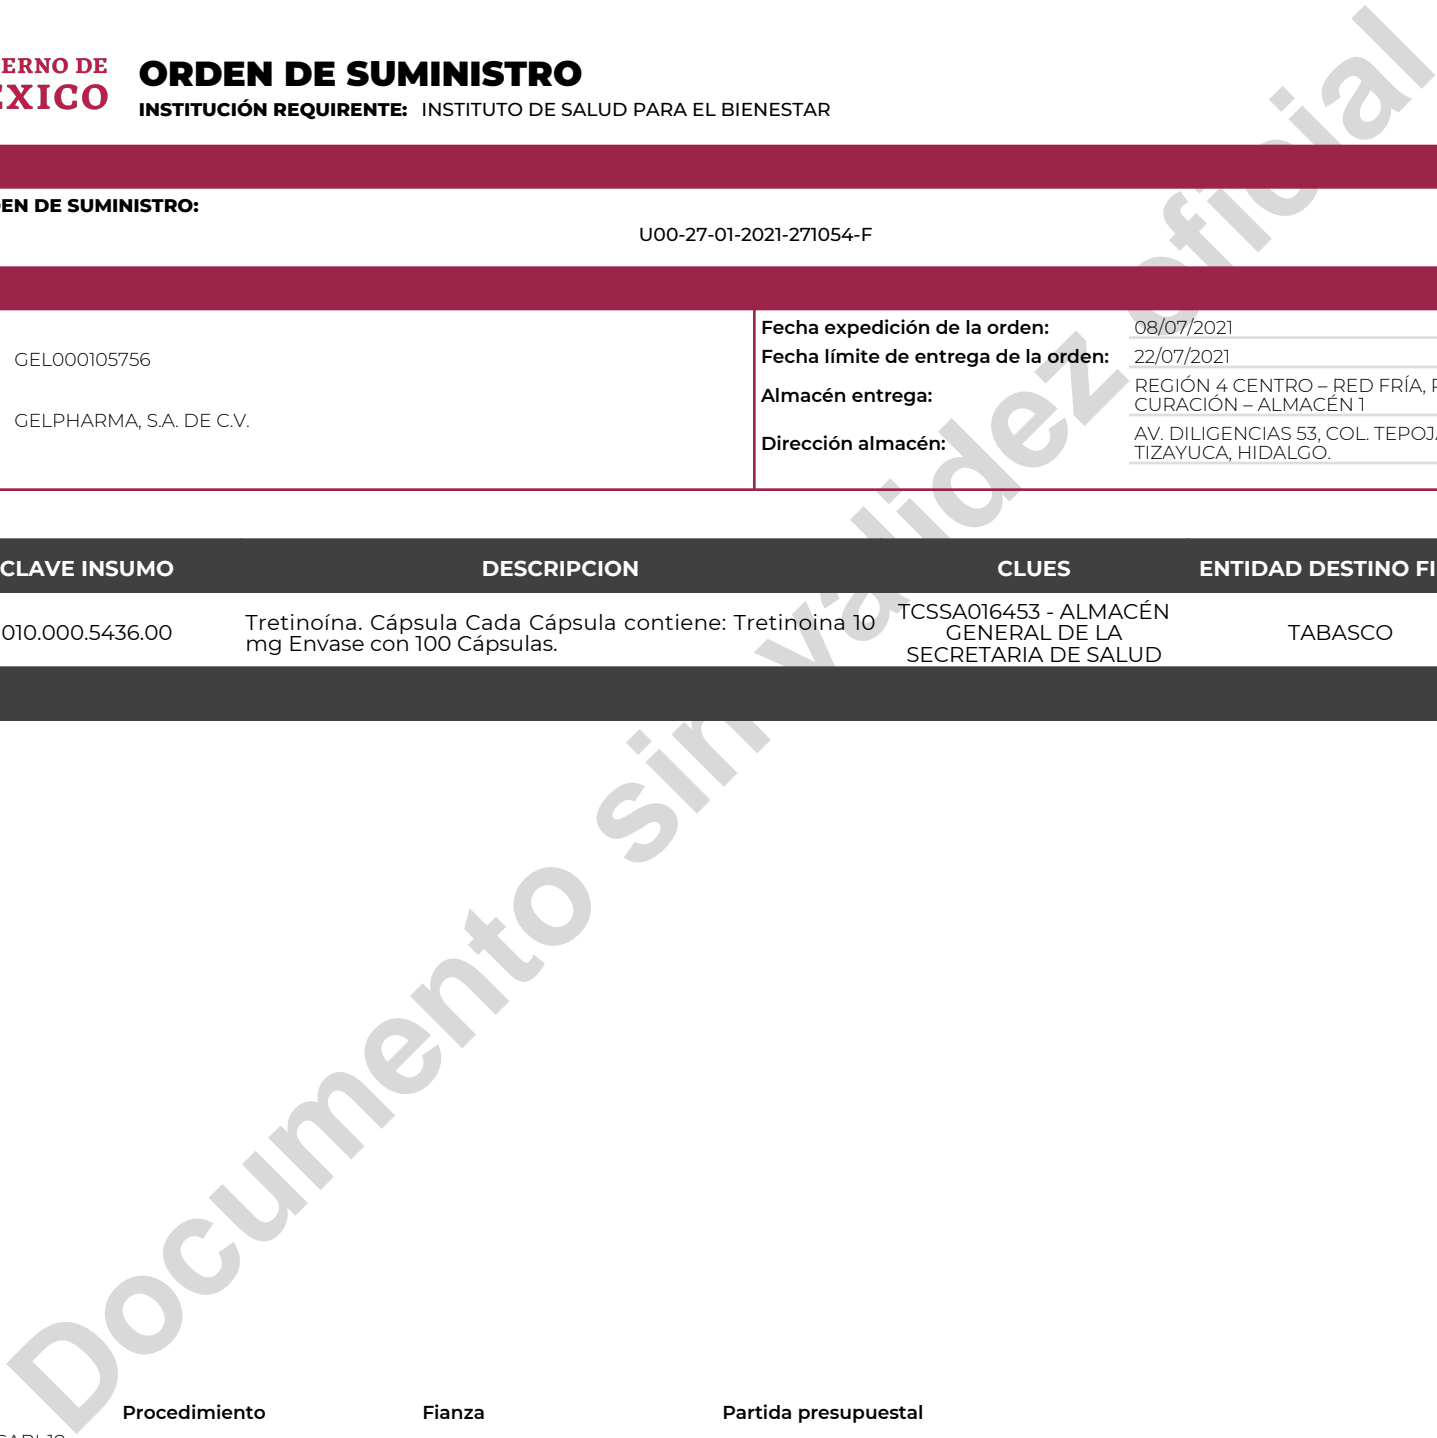 ERNO DE
ÉXICO
ORDEN DE SUMINISTRO
INSTITUCIÓN REQUIRENTE: INSTITUTO DE SALUD PARA EL BIENESTAR
EN DE SUMINISTRO:
U00-27-01-2021-271054-F
GEL000105756
GELPHARMA, S.A. DE C.V.
Fecha expedición de la orden: 08/07/2021
Fecha límite de entrega de la orden: 22/07/2021
Almacén entrega: REGIÓN 4 CENTRO – RED FRÍA,
CURACIÓN – ALMACÉN 1
Dirección almacén: AV. DILIGENCIAS 53, COL. TEPOJ
TIZAYUCA, HIDALGO.
CLAVE INSUMO DESCRIPCION CLUES ENTIDAD DESTINO FI
010.000.5436.00
Tretinoína. Cápsula Cada Cápsula contiene: Tretinoina 10
mg Envase con 100 Cápsulas.
TCSSA016453 - ALMACÉN
GENERAL DE LA
SECRETARIA DE SALUD
TABASCO
Documento sin validez oficial
Procedimiento Fianza Partida presupuestal